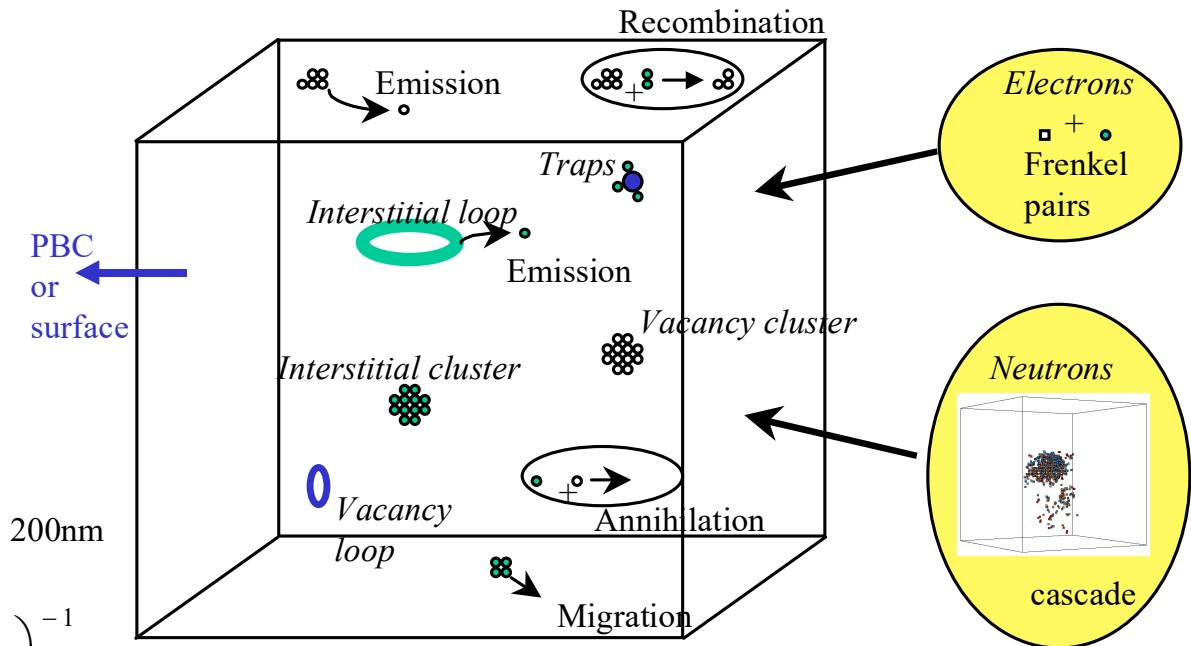 Recombination
Emission
+
Electrons
+
Frenkel
pairs
Traps
Interstitial loop
Emission
PBC
or
surface
Vacancy cluster
Interstitial cluster
Neutrons
+
Annihilation
Vacancy
loop
200nm
Migration
cascade
) – 1